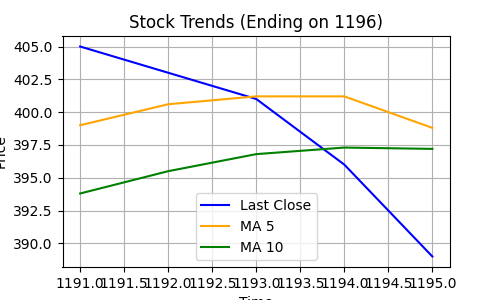 Stock Trends (Ending on 1196)
405.0
402.5
400.0
397.5
395.0
392.5
390.0
Price
Last Close
MA 5
MA 10
1191.0 1191.5 1192.0 1192.5 1193.0 1193.5 1194.0 1194.5 1195.0
Time